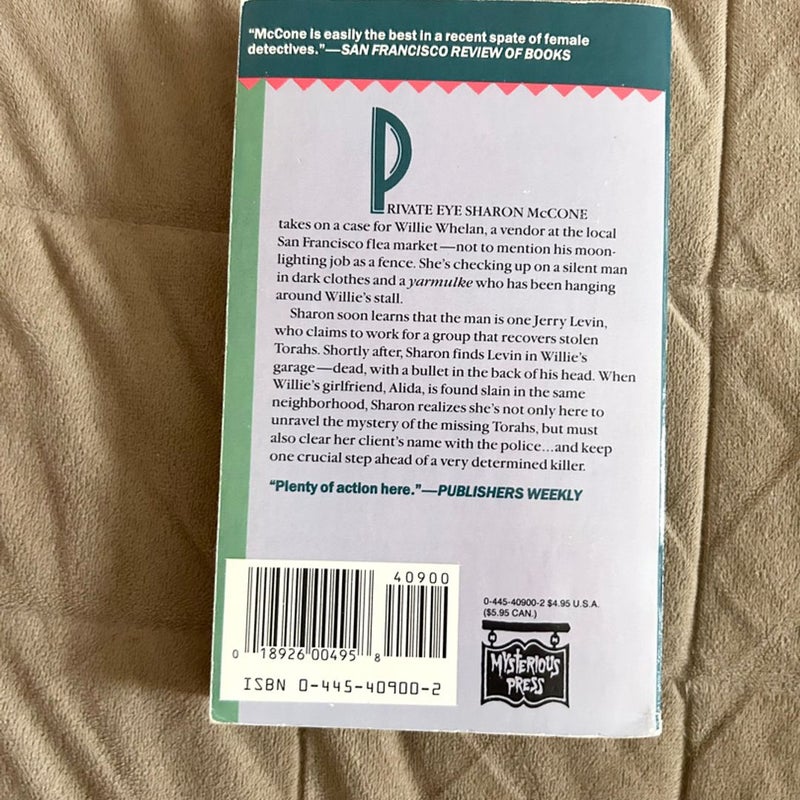 “McCone is easily the best in a recent spate of female
detectives.”—SAN FRANCISCO REVIEW OF BOOKS
PRIVATE EYE SHARON McCONE
takes on a case for Willie Whelan, a vendor at the local
San Francisco flea market—not to mention his moon-
lighting job as a fence. She’s checking up on a silent man
in dark clothes and a yarmulke who has been hanging
around Willie’s stall.
Sharon soon learns that the man is one Jerry Levin,
who claims to work for a group that recovers stolen
Torahs. Shortly after, Sharon finds Levin in Willie’s
garage—dead, with a bullet in the back of his head. When
Willie’s girlfriend, Alida, is found slain in the same
neighborhood, Sharon realizes she’s not only here to
unravel the mystery of the missing Torahs, but must
also clear her client’s name with the police...and keep
one crucial step ahead of a very determined killer.
“Plenty of action here.”—PUBLISHERS WEEKLY
40900
0 18926 00495 8
ISBN 0-445-40900-2
0-445-40900-2 $4.95 U.S.A.
($5.95 CAN.)
MYSTERIOUS
PRESS